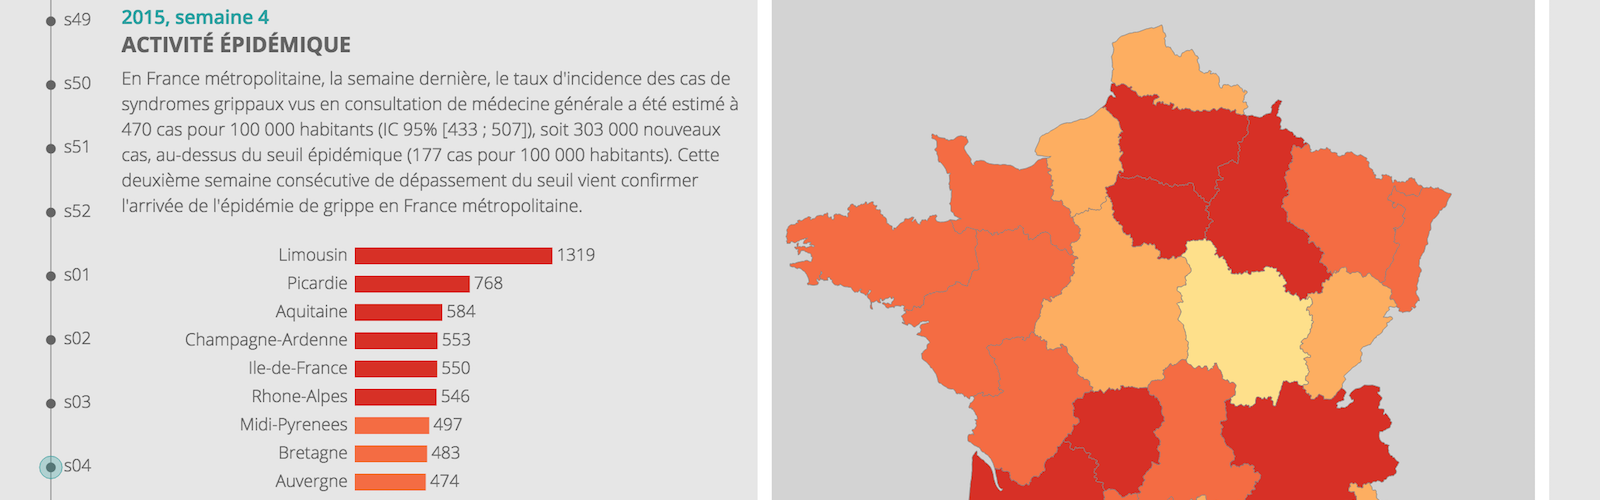 s49
s50
s51
s52
s01
s02
s03
s04
2015, semaine 4
ACTIVITÉ ÉPIDÉMIQUE
En France métropolitaine, la semaine dernière, le taux d'incidence des cas de
syndromes grippaux vus en consultation de médecine générale a été estimé à
470 cas pour 100 000 habitants (IC 95% [433 ; 507]), soit 303 000 nouveaux
cas, au-dessus du seuil épidémique (177 cas pour 100 000 habitants). Cette
deuxième semaine consécutive de dépassement du seuil vient confirmer
l'arrivée de l'épidémie de grippe en France métropolitaine.
Limousin 1319
Picardie 768
Aquitaine 584
Champagne-Ardenne 553
Ile-de-France 550
Rhone-Alpes 546
Midi-Pyrenees 497
Bretagne 483
Auvergne 474